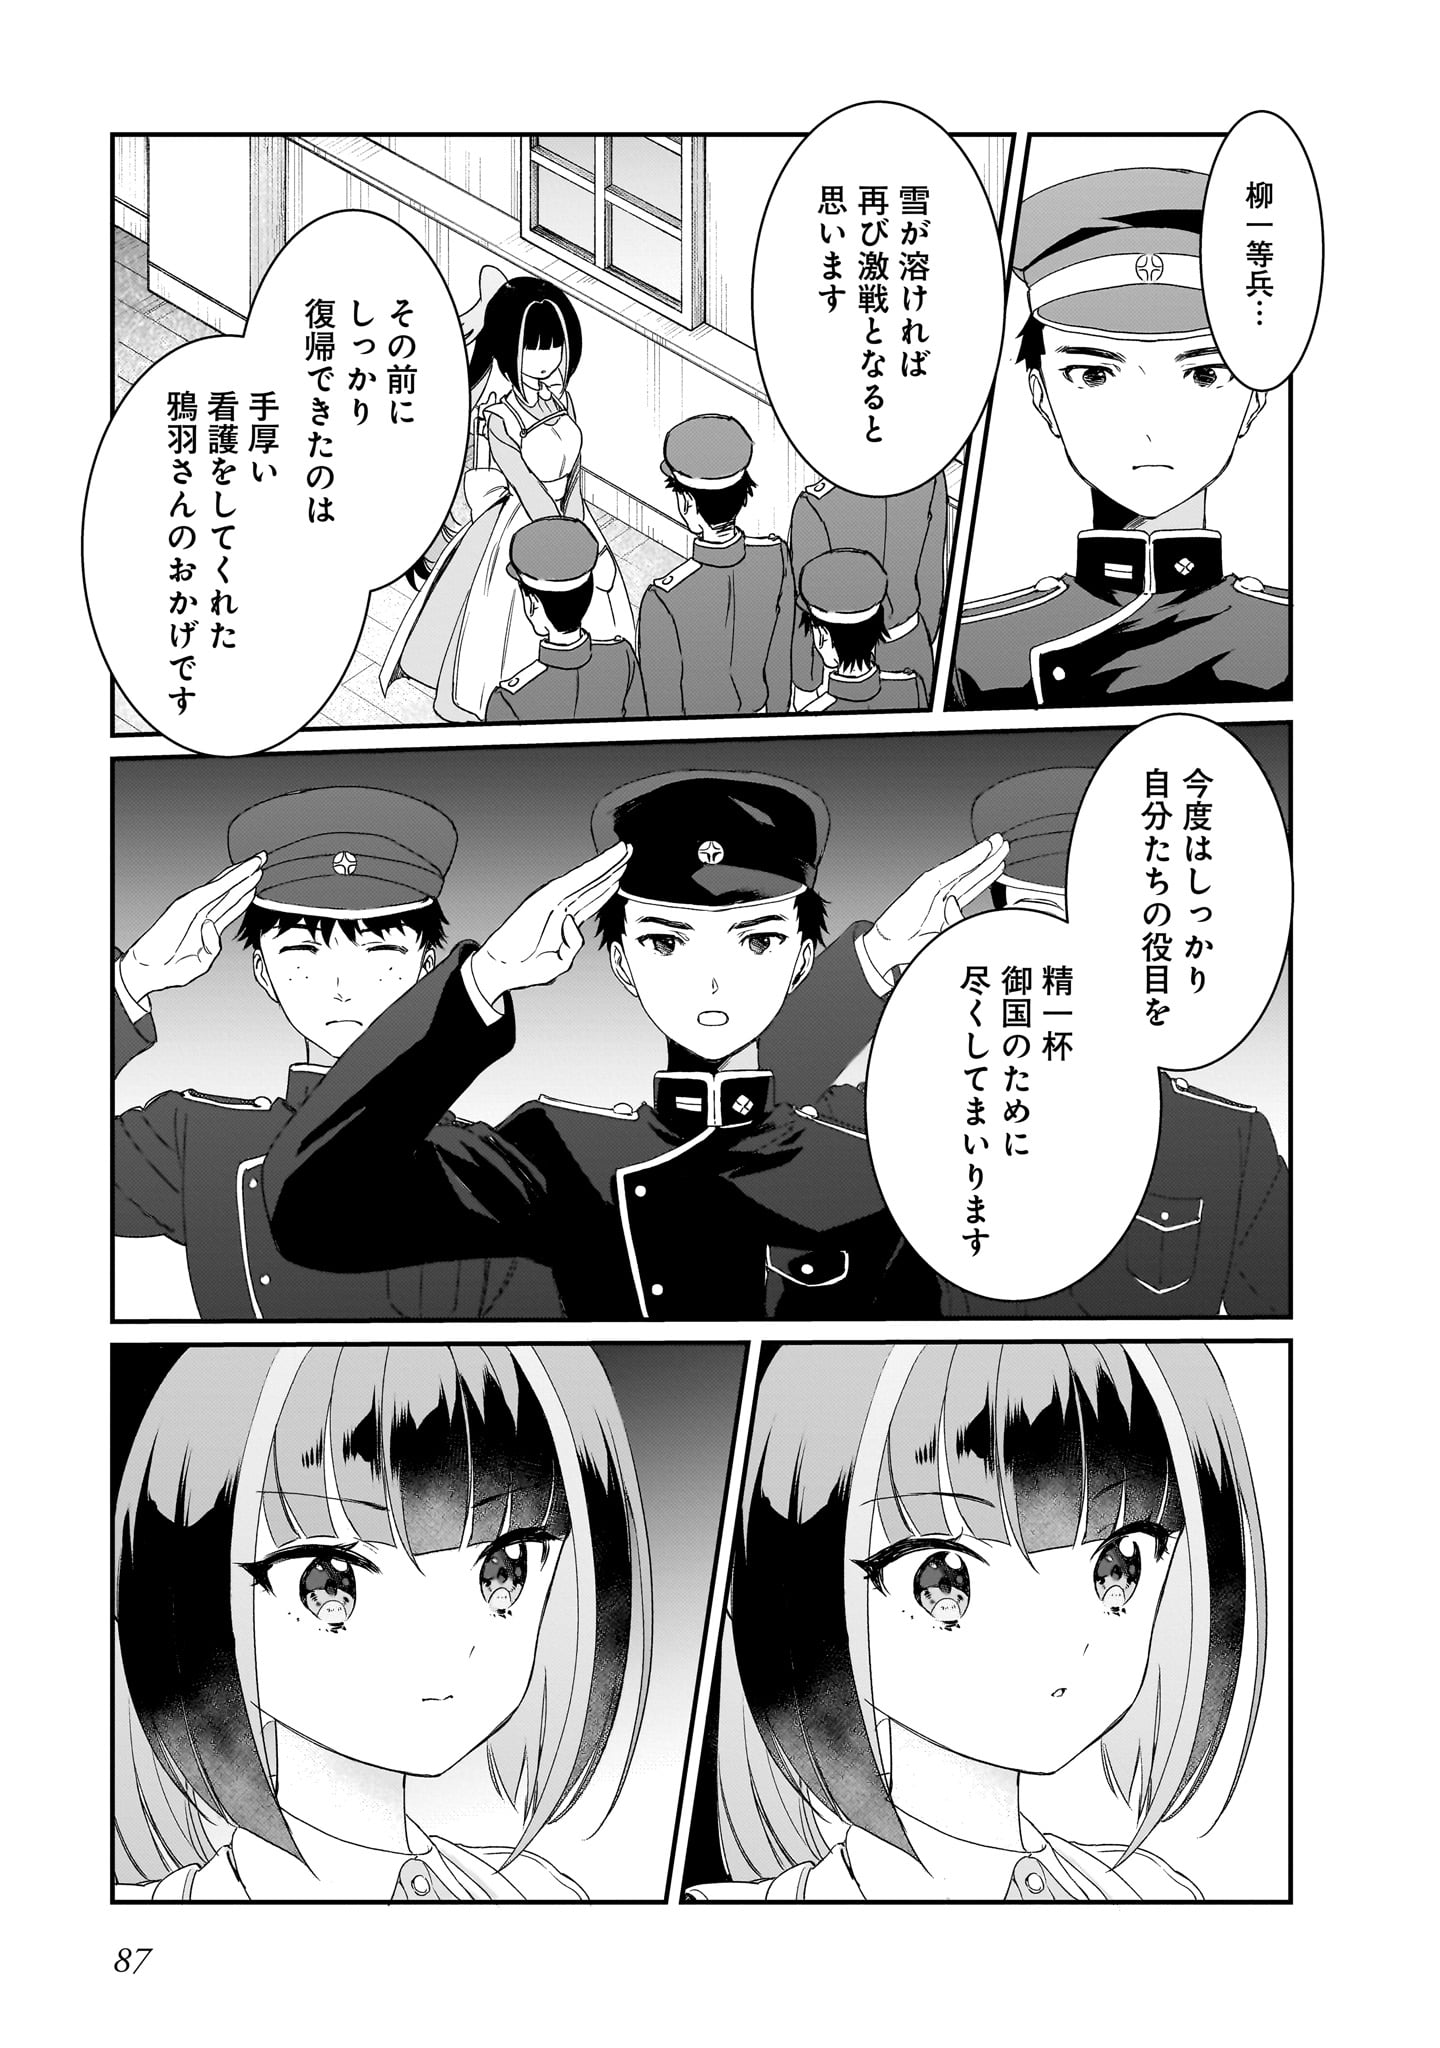 柳一等兵…
雪が溶ければ
再び激戦となると
思います
その前に
しっかり
復帰できたのは
手厚い
看護をしてくれた
鴉羽さんのおかげです
今度はしっかり
自分たちの役目を
精一杯
御国のために
尽くしてまいります
87